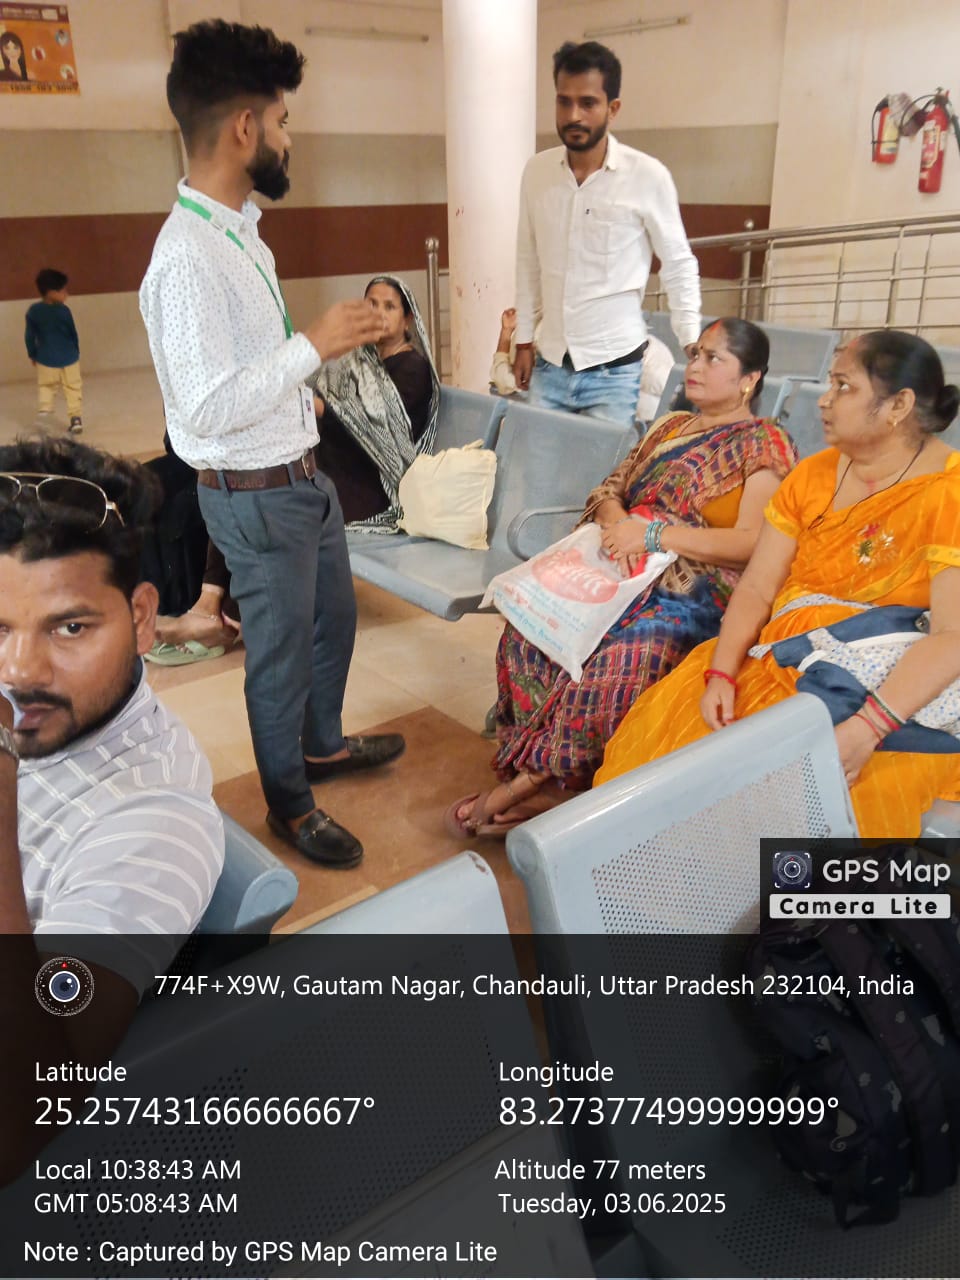 GPS Map
Camera Lite
774F+X9W, Gautam Nagar, Chandauli, Uttar Pradesh 232104, India
Latitude
25.25743166666667°
Longitude
83.27377499999999°
Local 10:38:43 AM
GMT 05:08:43 AM
Altitude 77 meters
Tuesday, 03.06.2025
Note : Captured by GPS Map Camera Lite